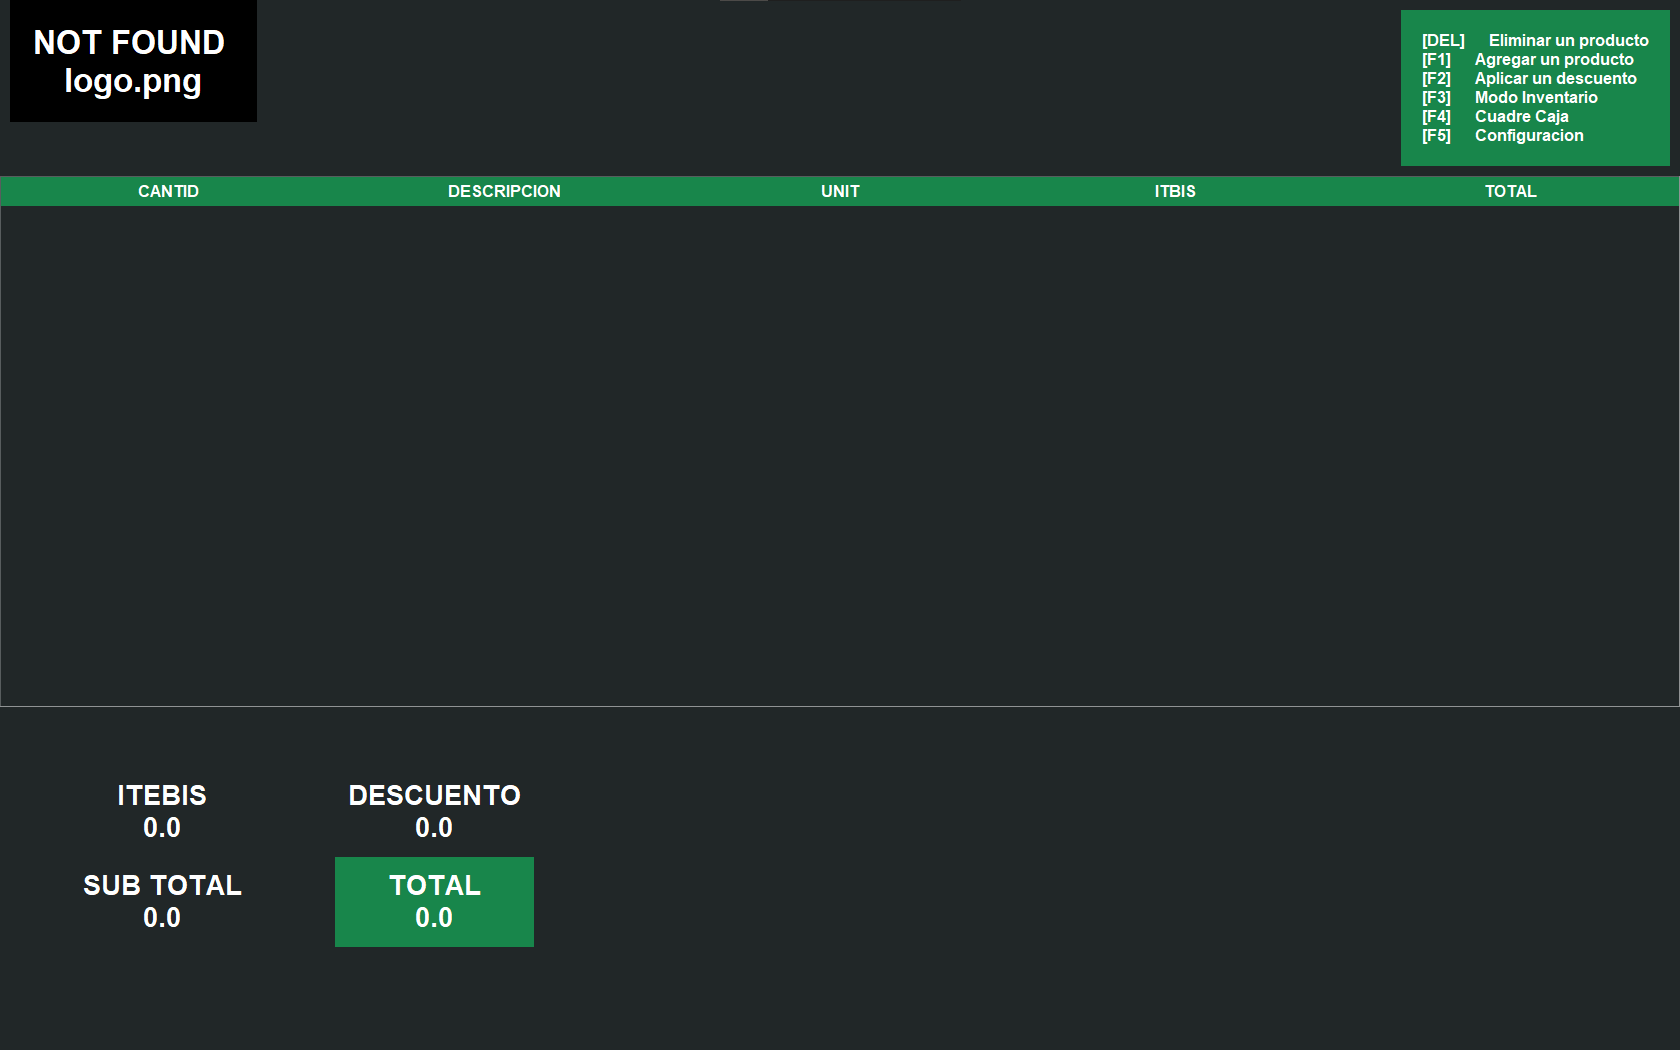 NOT FOUND
logo.png
[DEL] Eliminar un producto
[F1] Agregar un producto
[F2] Aplicar un descuento
[F3] Modo Inventario
[F4] Cuadre Caja
[F5] Configuracion
CANTID DESCRIPCION UNIT ITBIS TOTAL
ITEBIS DESCUENTO
0.0 0.0
SUB TOTAL TOTAL
0.0 0.0